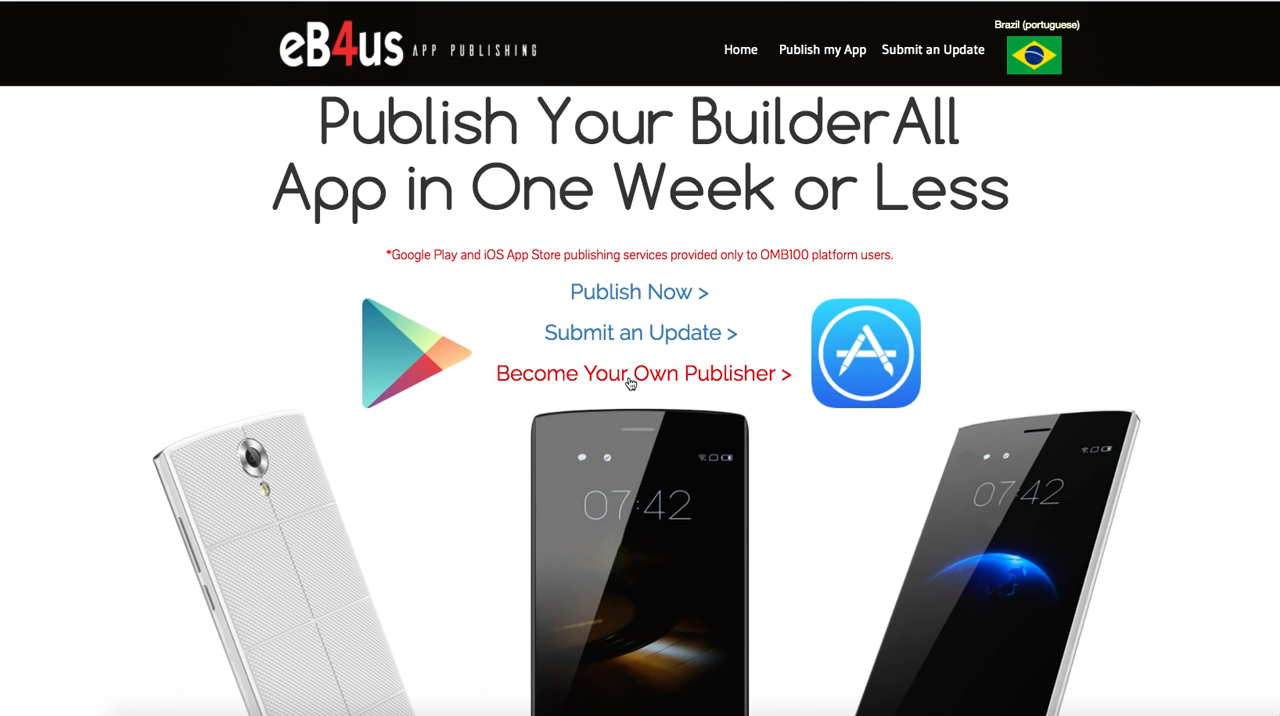 eB4us APP PUBLISHING
Home
Publish my App
Submit an Update
Brazil (portuguese)
Publish Your BuilderAll
App in One Week or Less
*Google Play and iOS App Store publishing services provided only to OMB100 platform users.
Publish Now >
Submit an Update >
Become Your Own Publisher >
07:42
07:42